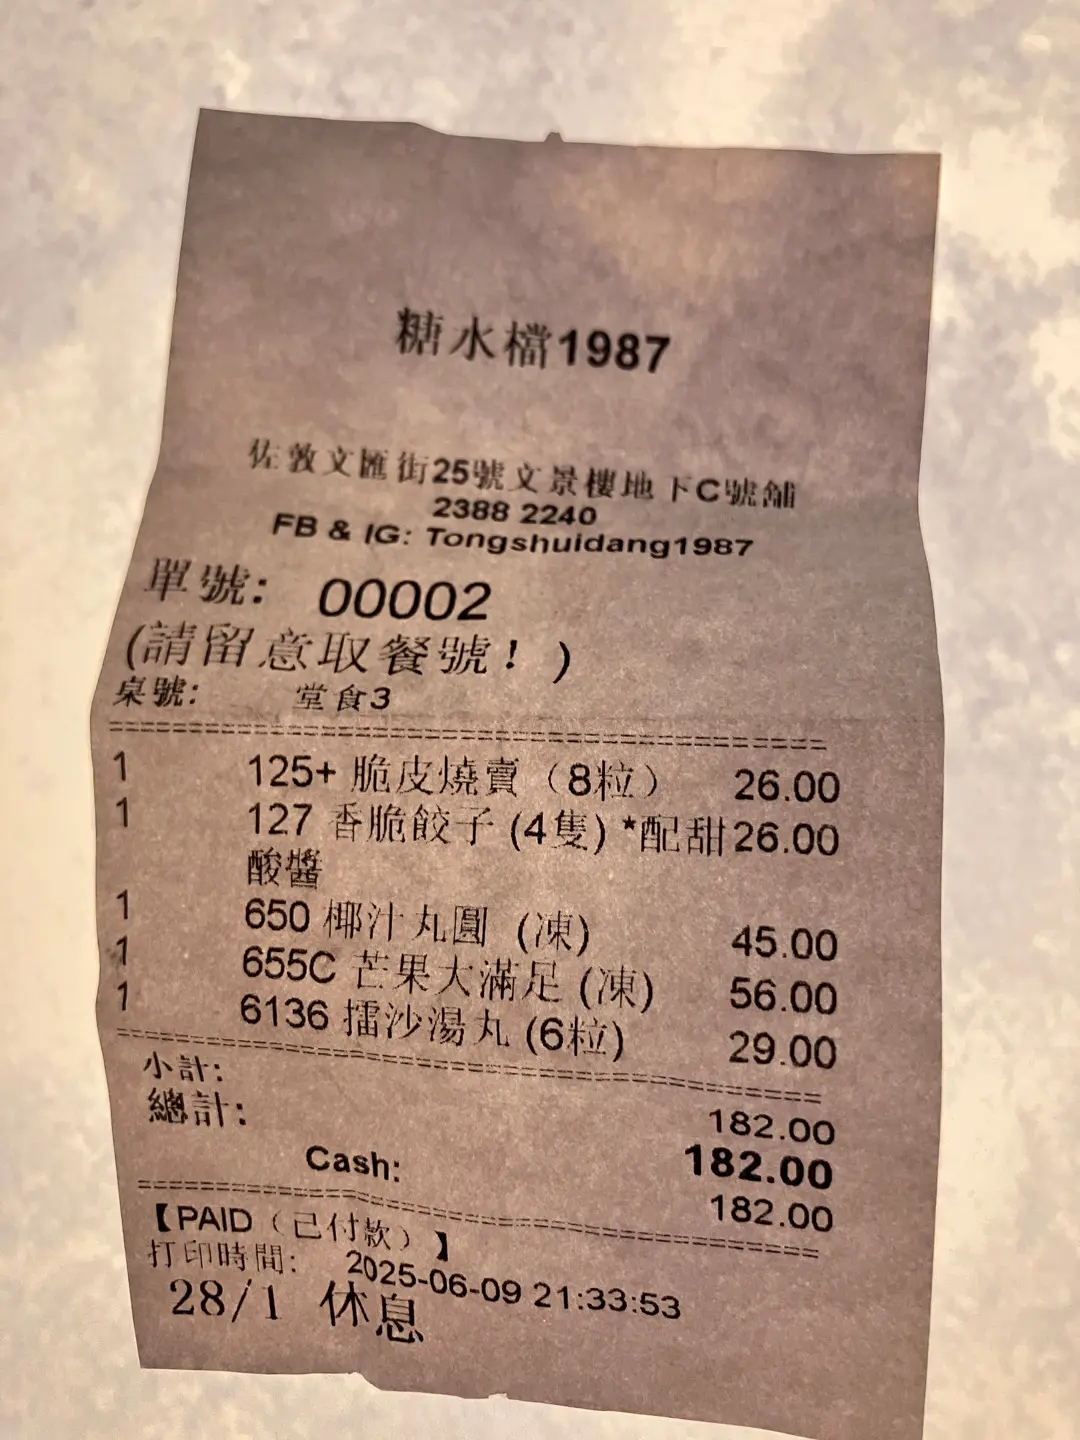 糖水檔1987
佐敦文匯街25號文景樓地下C號舖
2388 2240
FB & IG: Tongshuidang1987
單號: 00002
(請留意取餐號! )
桌號: 堂食3
1 125+ 脆皮燒賣（8粒） 26.00
1 127 香脆餃子 (4隻) *配甜 26.00
酸醬
1 650 椰汁丸圓 (凍) 45.00
1 655C 芒果大滿足 (凍) 56.00
1 6136 擂沙湯丸 (6粒) 29.00
小計: 182.00
總計: 182.00
Cash: 182.00
【PAID（已付款）】
打印時間: 2025-06-09 21:33:53
28/1 休息